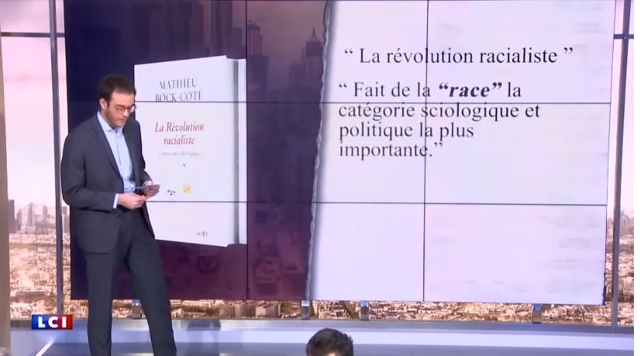 MATHIEU
BOCK-CÔTÉ
La Révolution
racialiste
“ La révolution racialiste ”
“ Fait de la “race” la
catégorie sciologique et
politique la plus
importante.”
LCI